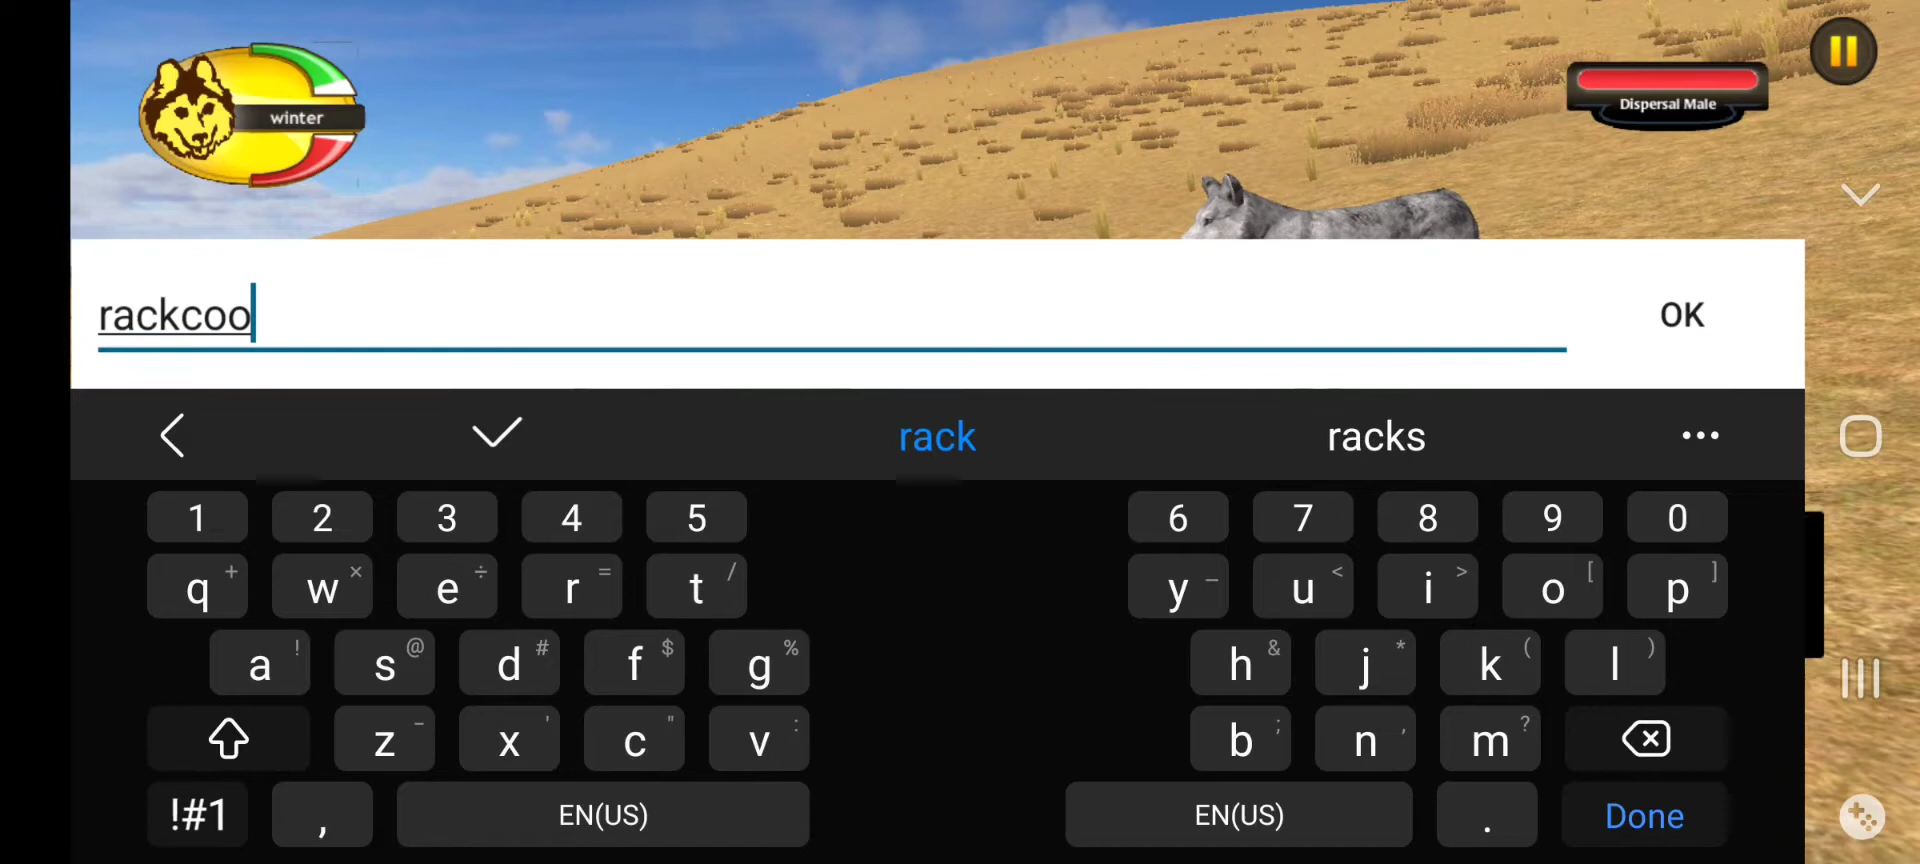 winter
Dispersal Male
rackcoo
OK
rack racks ...
1 2 3 4 5 6 7 8 9 0
q + w × e ÷ r = t / y _ u < i > o [ p ]
a ! s @ d # f $ g % h & j * k ( l )
z - x ' c " v : b ; n , m ?
!#1 , EN(US) EN(US) . Done